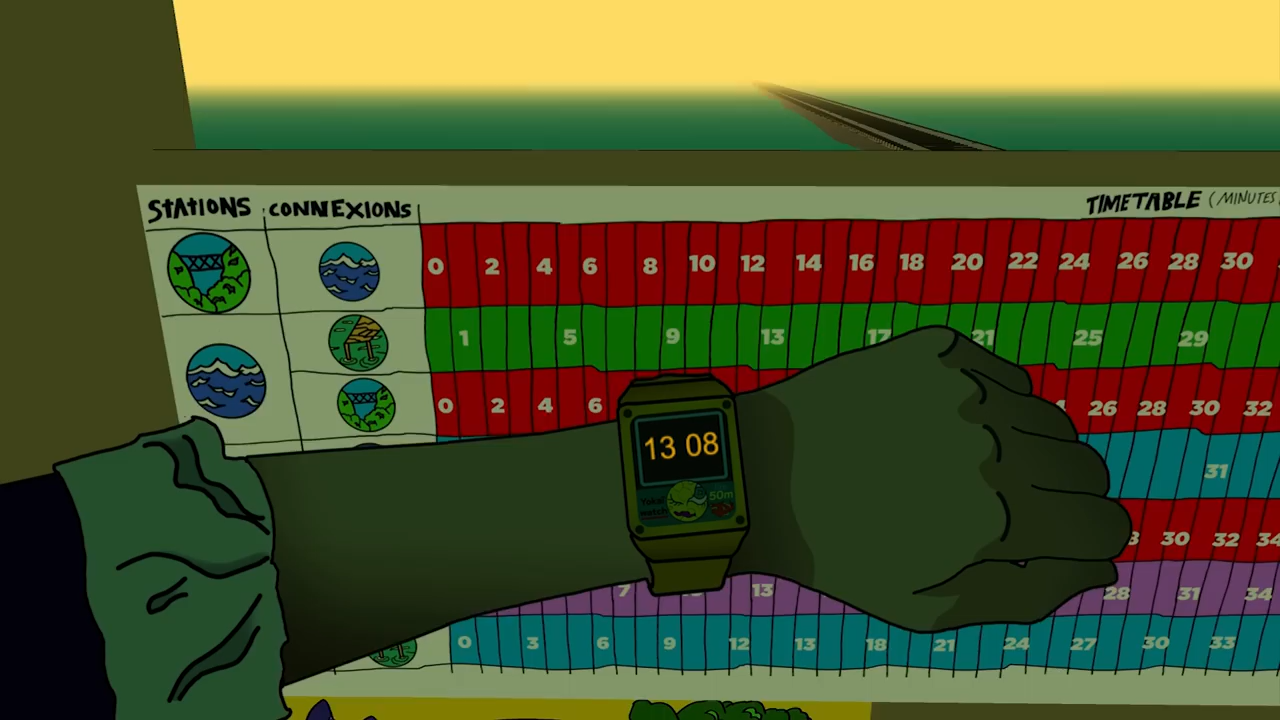 STATIONS CONNEXIONS TIMETABLE (MINUTES
0 2 4 6 8 10 12 14 16 18 20 22 24 26 28 30
1 5 9 13 17 21 25 29
0 2 4 6 26 28 30 32
13 08
31
50m
30 32 34
7 13 28 31 34
0 3 6 9 12 13 18 21 24 27 30 33